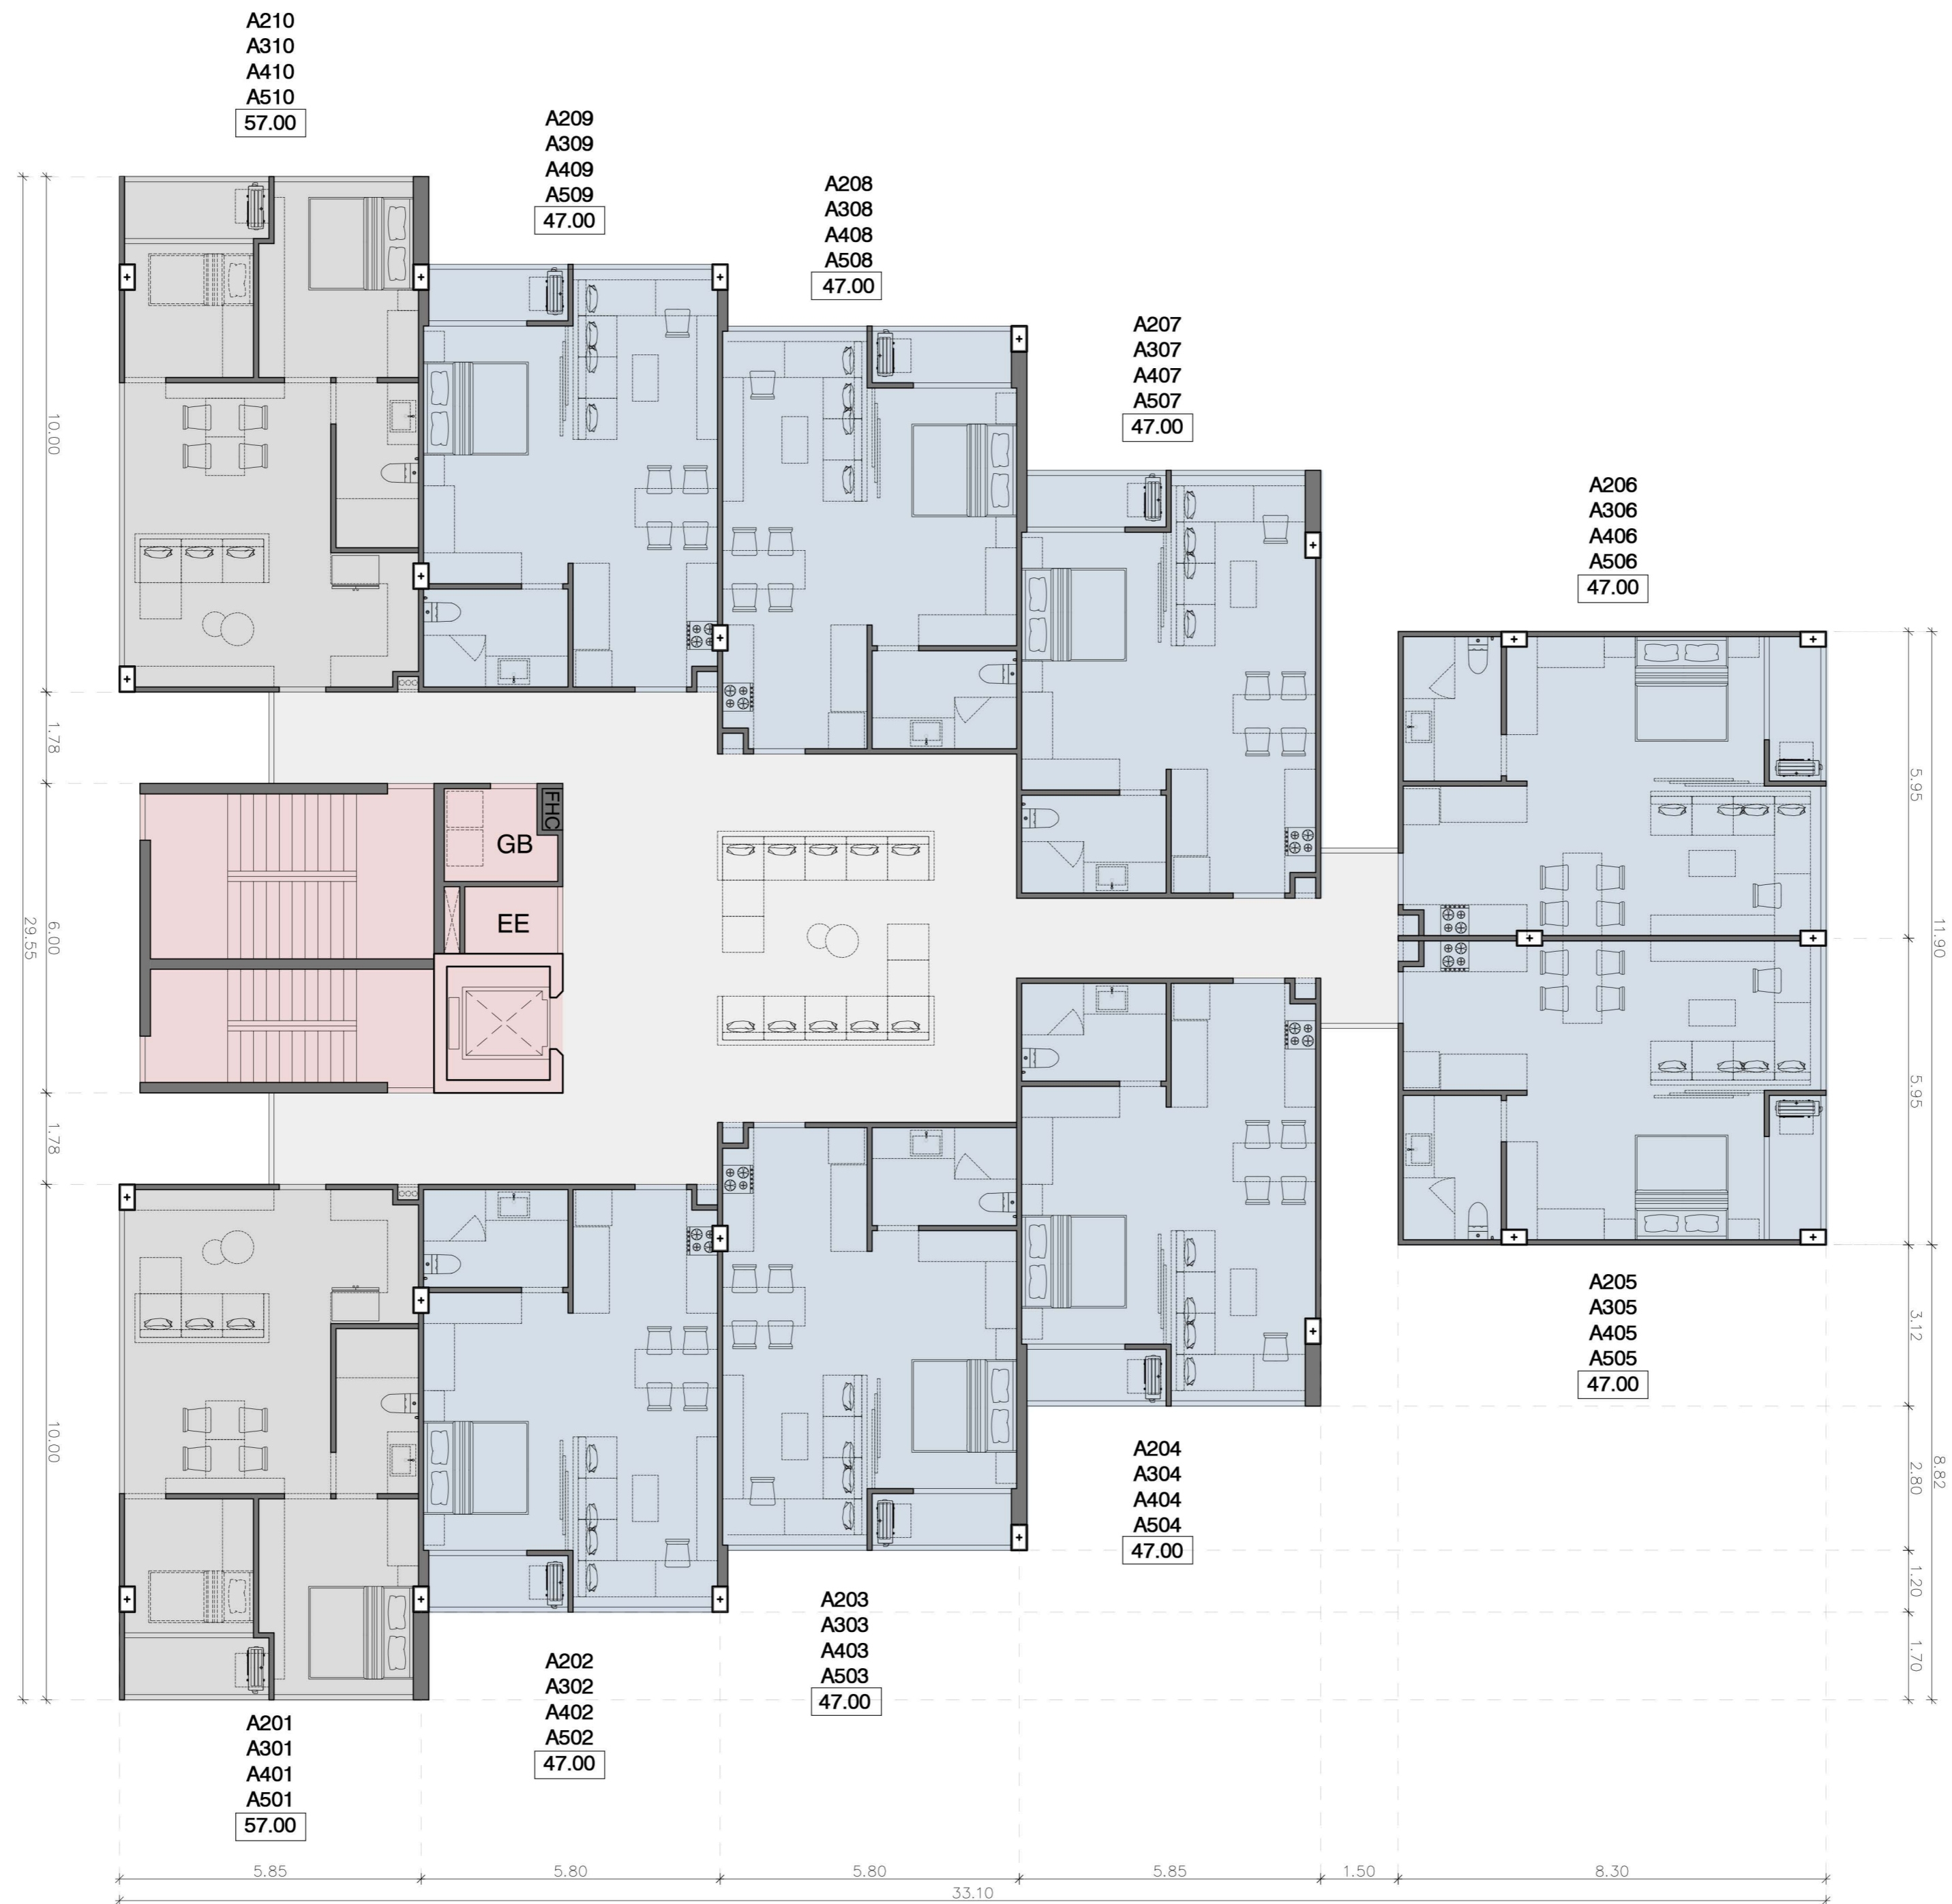 A210
A310
A410
A510
57.00
A209
A309
A409
A509
47.00
A208
A308
A408
A508
47.00
A207
A307
A407
A507
47.00
A206
A306
A406
A506
47.00
10.00
1.78
6.00
29.55
1.78
10.00
GB
FHC
EE
5.95
11.90
5.95
3.12
2.80
8.82
1.20
1.70
A205
A305
A405
A505
47.00
A204
A304
A404
A504
47.00
A203
A303
A403
A503
47.00
A202
A302
A402
A502
47.00
A201
A301
A401
A501
57.00
5.85
5.80
5.80
5.85
1.50
8.30
33.10